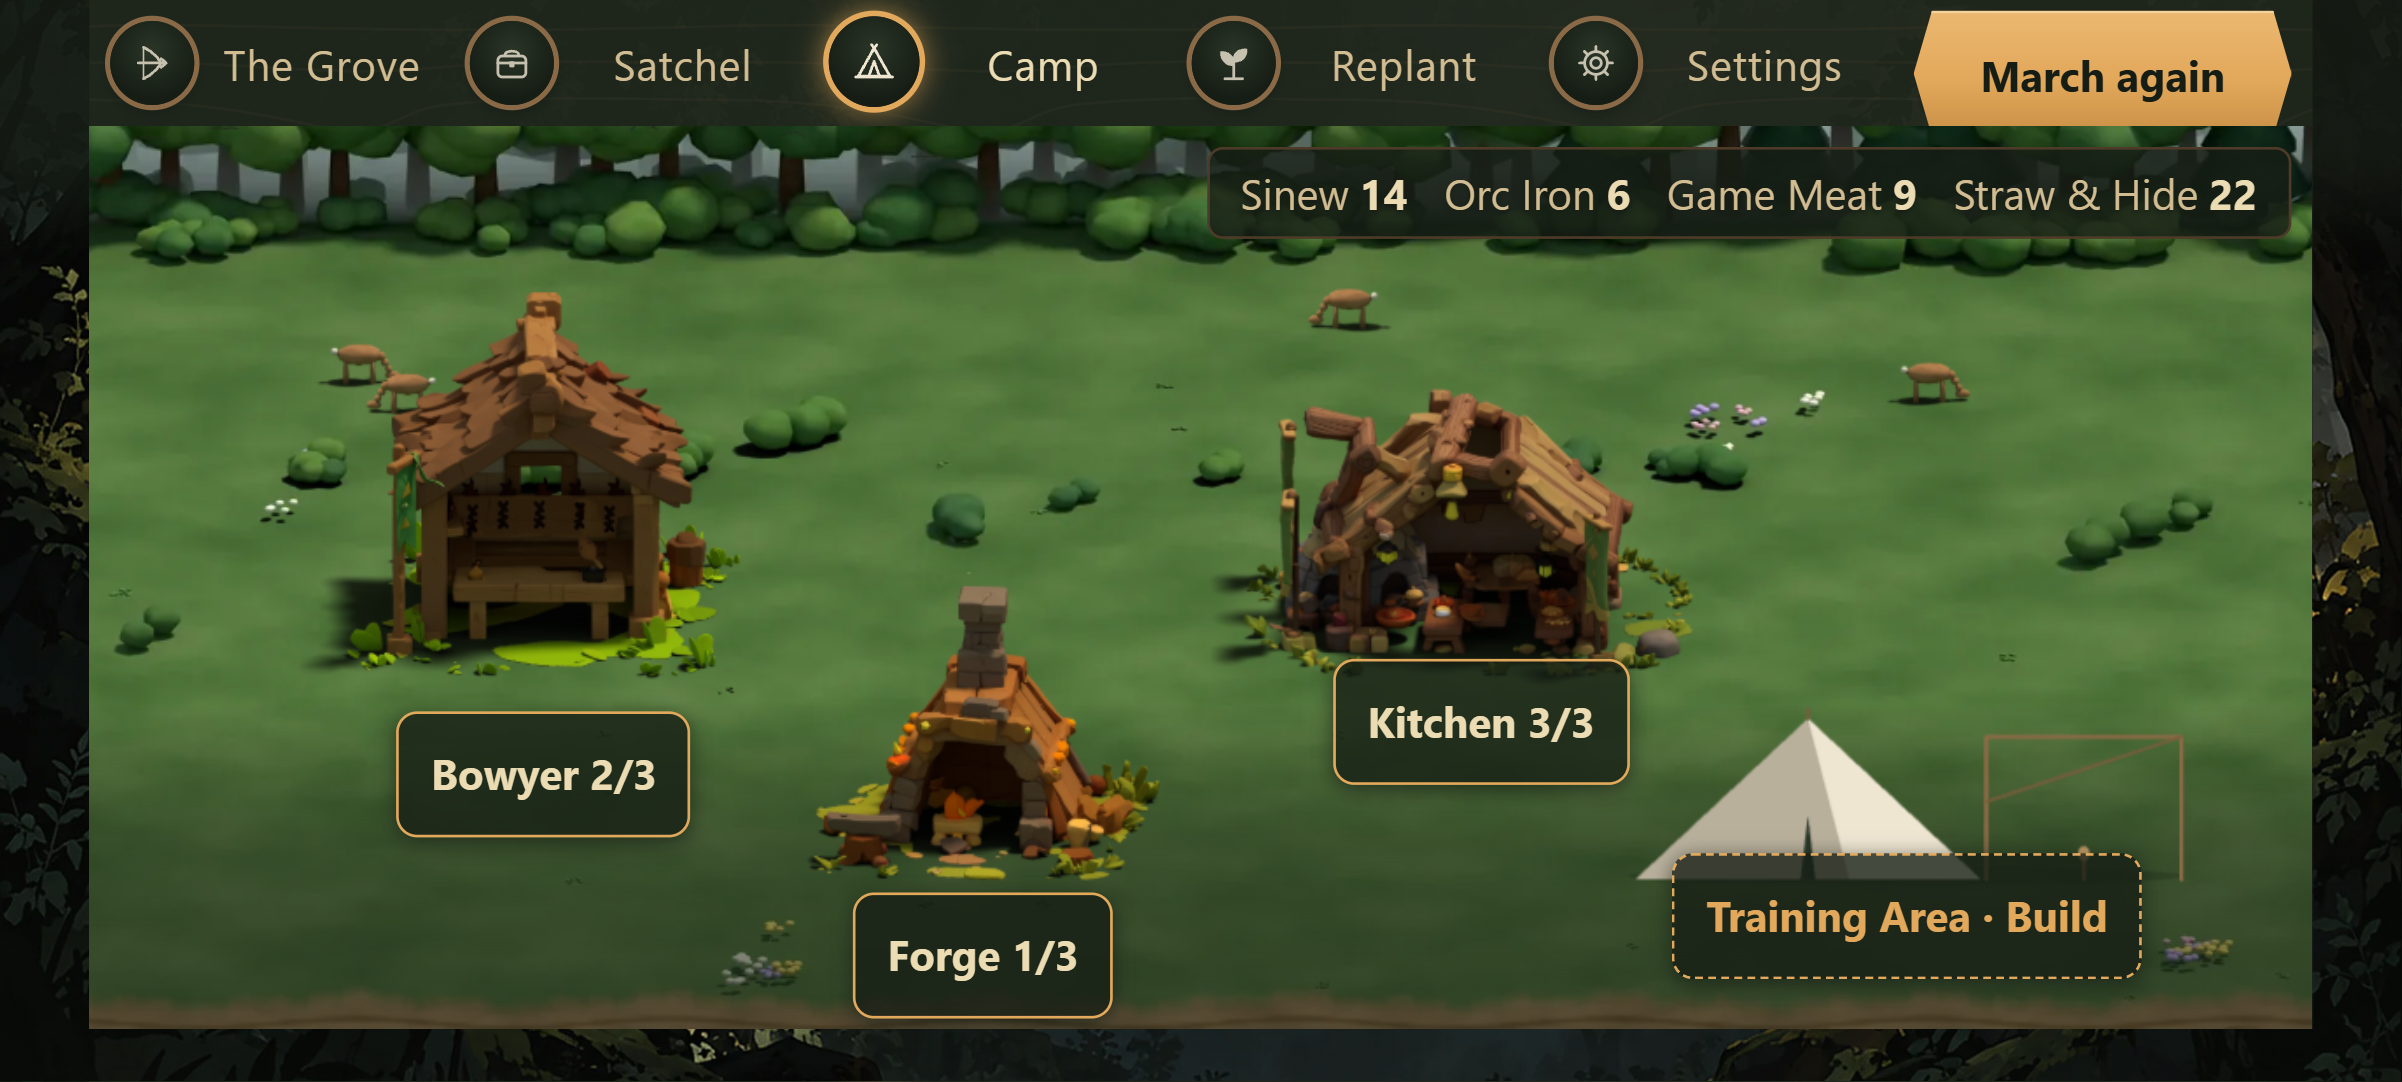 The Grove
Satchel
Camp
Replant
Settings
March again
Sinew 14 Orc Iron 6 Game Meat 9 Straw & Hide 22
Bowyer 2/3
Kitchen 3/3
Forge 1/3
Training Area · Build